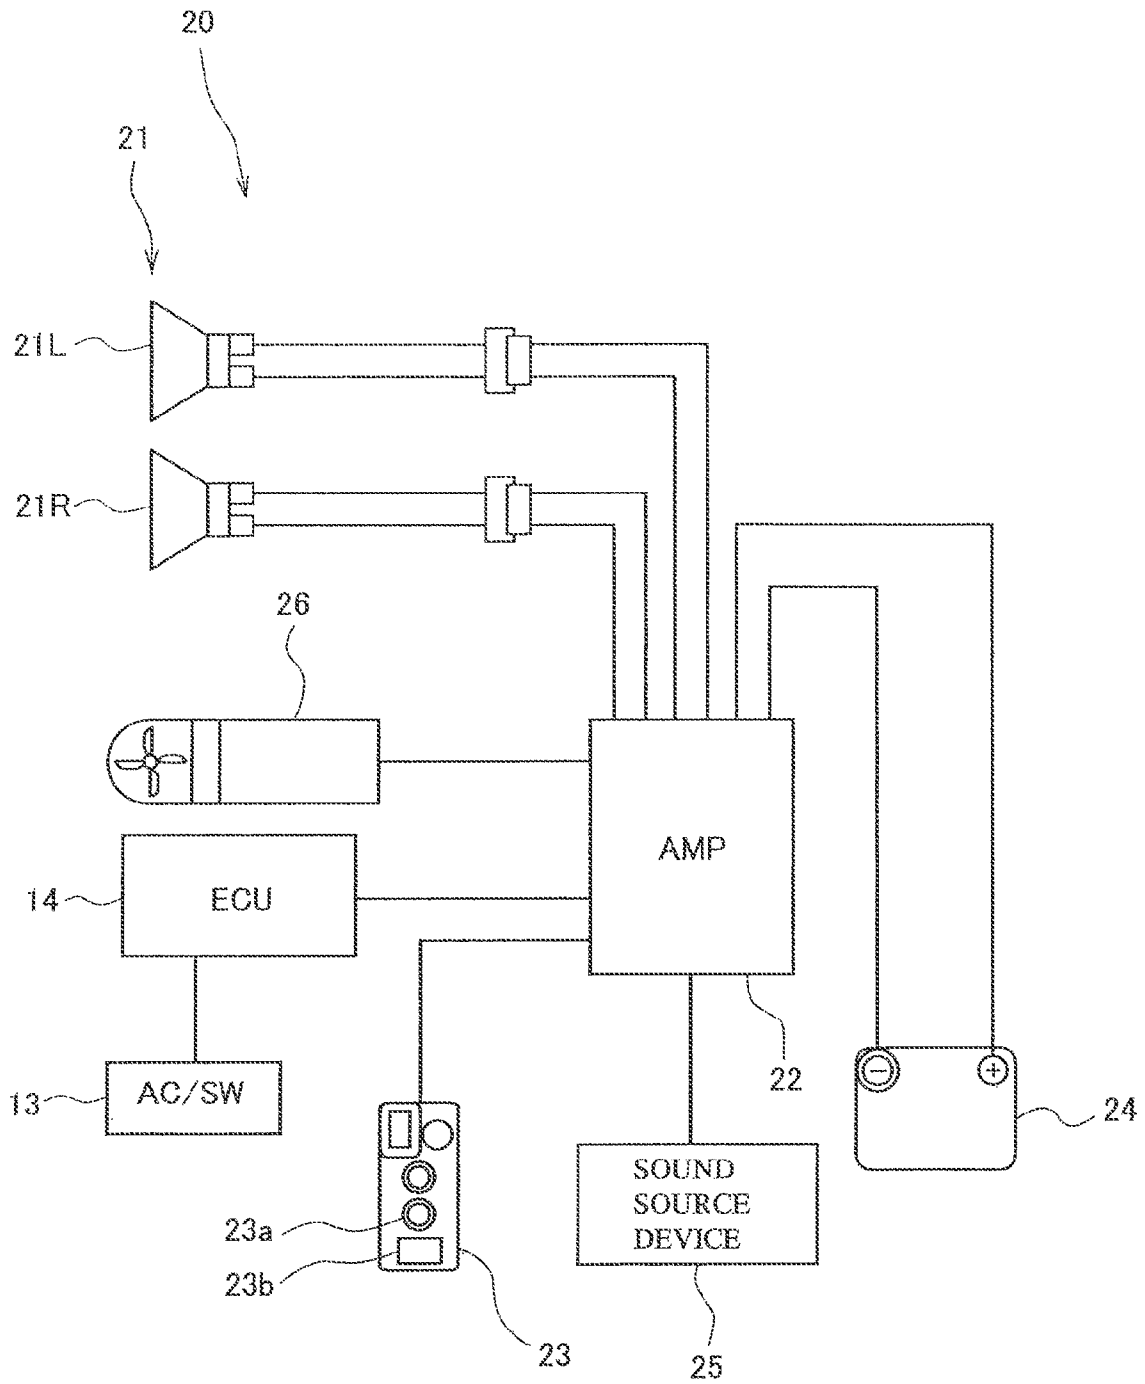 20
21
21L
21R
26
AMP
14
ECU
22
AC/SW
13
24
SOUND
SOURCE
DEVICE
23a
23b
23
25
−
+